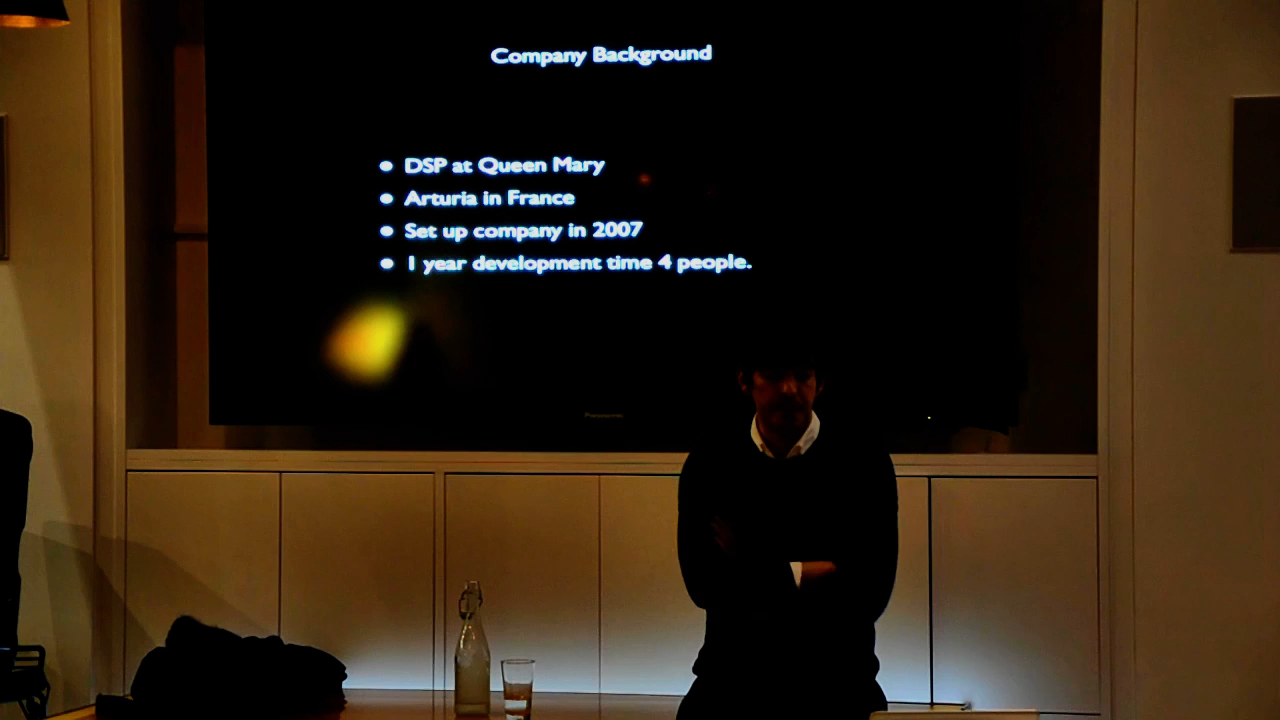 Company Background
• DSP at Queen Mary
• Arturia in France
• Set up company in 2007
• 1 year development time 4 people.
Panasonic